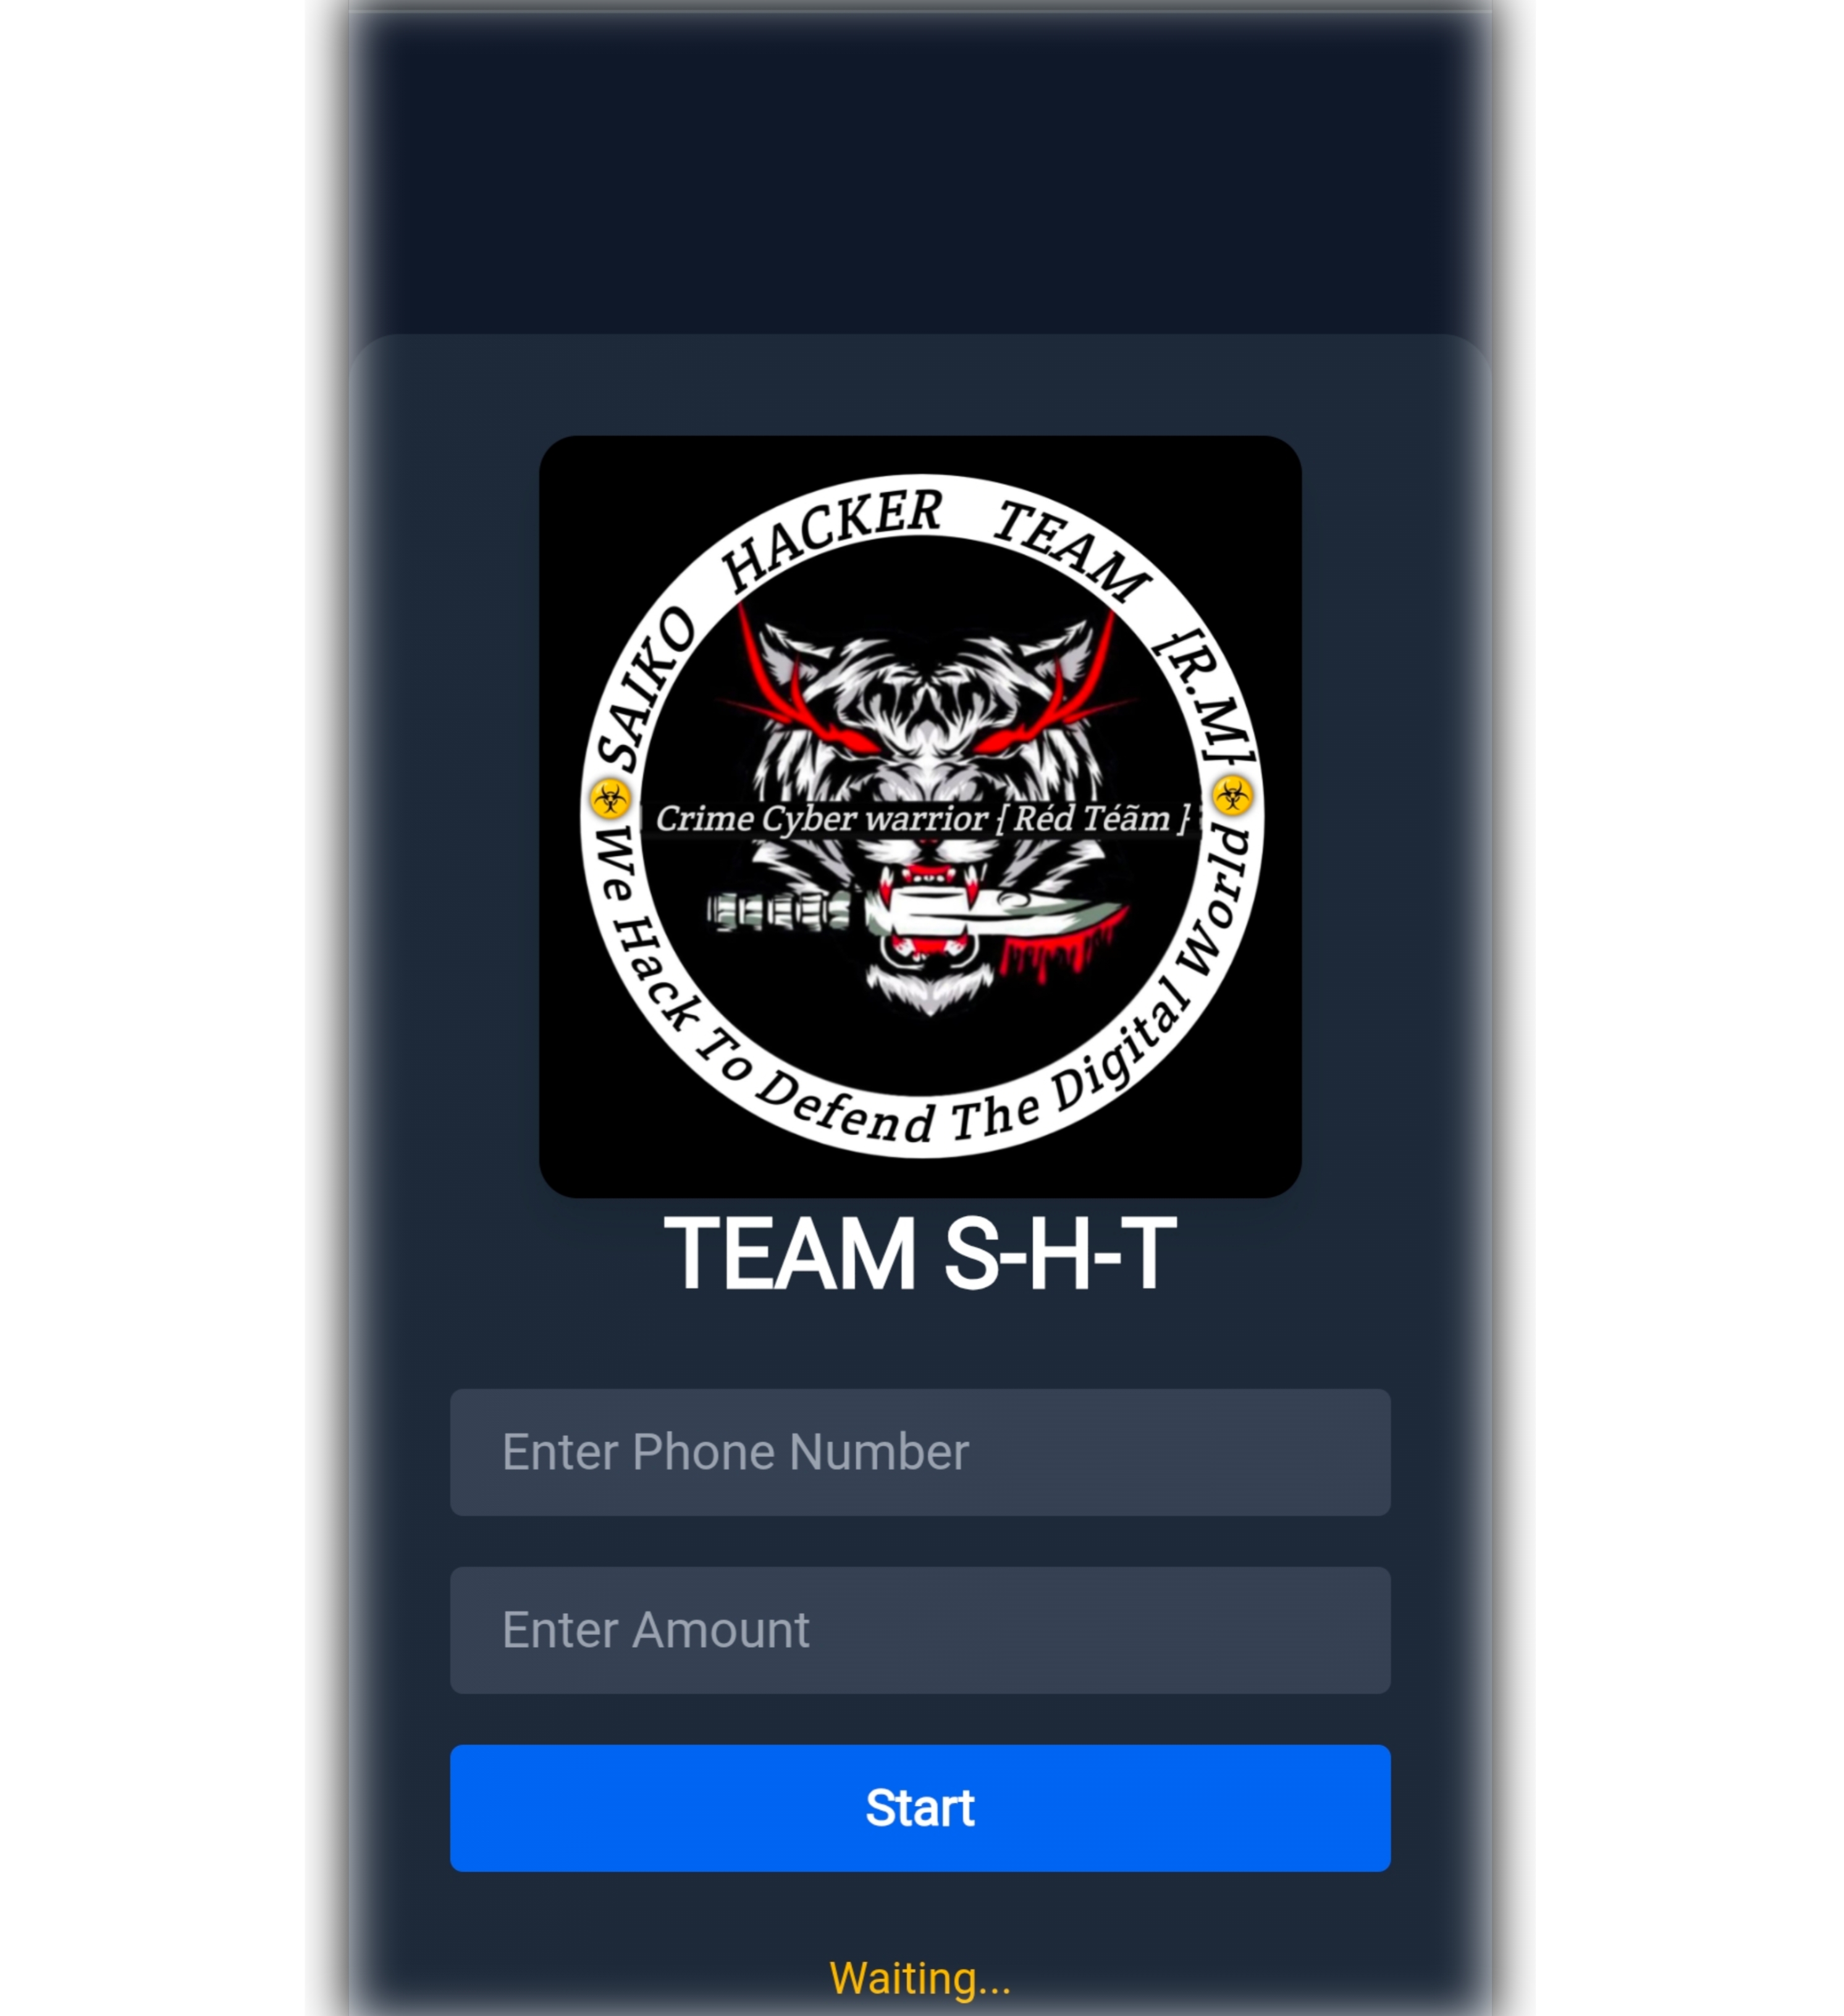 SAIKO HACKER TEAM {R.M}
Crime Cyber warrior { Réd Téãm }
We Hack To Defend The Digital World
TEAM S-H-T
Enter Phone Number
Enter Amount
Start
Waiting...